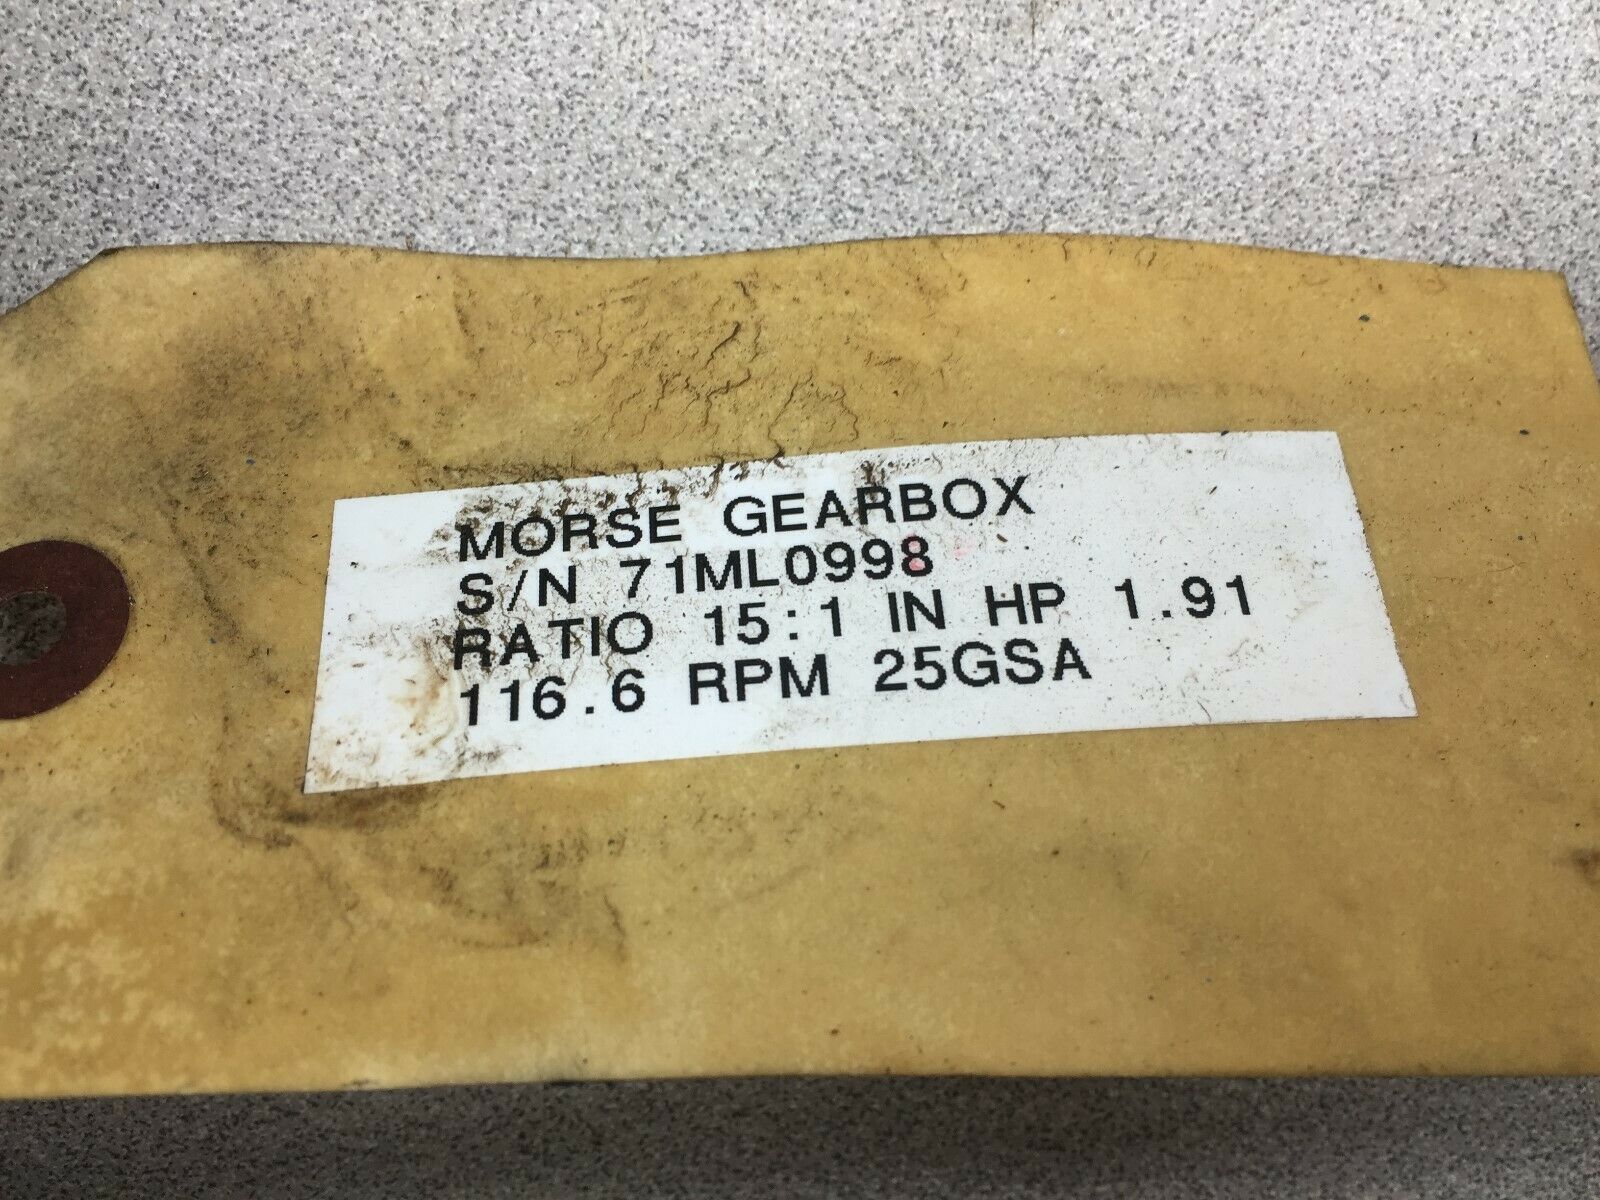 MORSE GEARBOX
S/N 71ML0998
RATIO 15:1 IN HP 1.91
116.6 RPM 25GSA